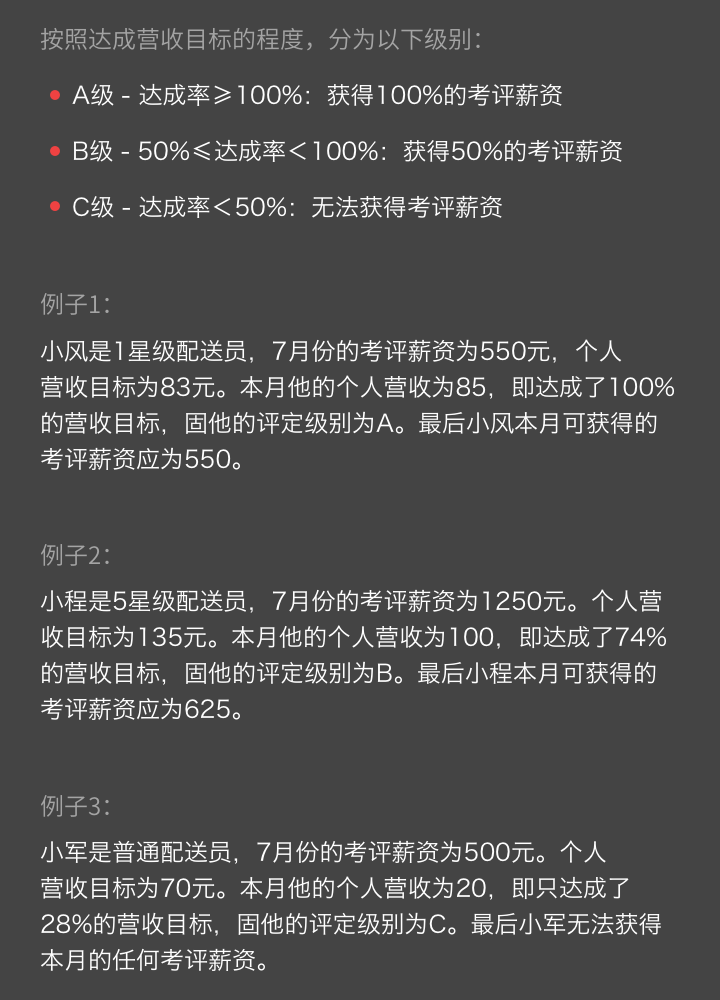 按照达成营收目标的程度，分为以下级别：
A级 - 达成率≥100%：获得100%的考评薪资
B级 - 50%≤达成率＜100%：获得50%的考评薪资
C级 - 达成率＜50%：无法获得考评薪资
例子1：
小风是1星级配送员，7月份的考评薪资为550元，个人
营收目标为83元。本月他的个人营收为85，即达成了100%
的营收目标，固他的评定级别为A。最后小风本月可获得的
考评薪资应为550。
例子2：
小程是5星级配送员，7月份的考评薪资为1250元。个人营
收目标为135元。本月他的个人营收为100，即达成了74%
的营收目标，固他的评定级别为B。最后小程本月可获得的
考评薪资应为625。
例子3：
小军是普通配送员，7月份的考评薪资为500元。个人
营收目标为70元。本月他的个人营收为20，即只达成了
28%的营收目标，固他的评定级别为C。最后小军无法获得
本月的任何考评薪资。